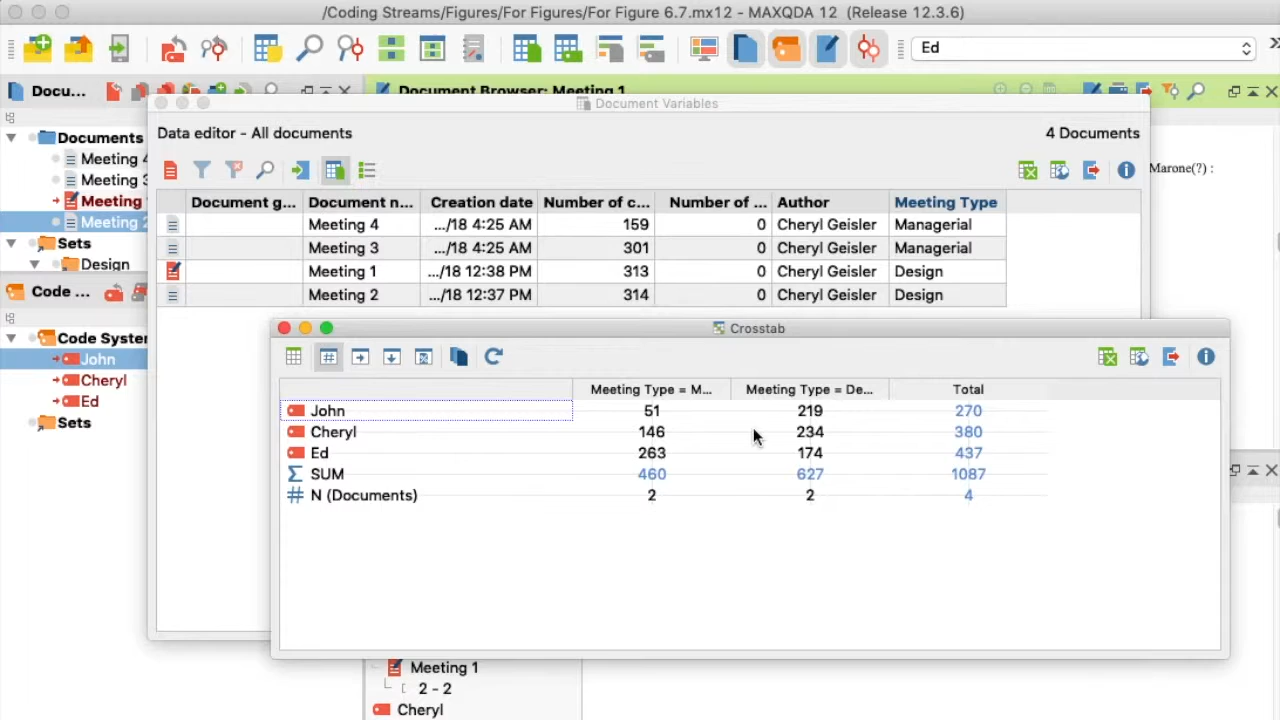 /Coding Streams/Figures/For Figures/For Figure 6.7.mx12 - MAXQDA 12 (Release 12.3.6)
Ed
Docu...
Document Browser: Meeting 1
Document Variables
Data editor - All documents
4 Documents
Documents
Meeting 4
Meeting 3
Meeting
Meeting 2
Sets
Design
Marone(?) :
Document g... Document n... Creation date Number of c... Number of ... Author Meeting Type
Meeting 4 .../18 4:25 AM 159 0 Cheryl Geisler Managerial
Meeting 3 .../18 4:25 AM 301 0 Cheryl Geisler Managerial
Meeting 1 .../18 12:38 PM 313 0 Cheryl Geisler Design
Meeting 2 .../18 12:37 PM 314 0 Cheryl Geisler Design
Code ...
Code Syster
John
Cheryl
Ed
Sets
Crosstab
Meeting Type = M... Meeting Type = De... Total
John 51 219 270
Cheryl 146 234 380
Ed 263 174 437
SUM 460 627 1087
N (Documents) 2 2 4
Meeting 1
2 - 2
Cheryl